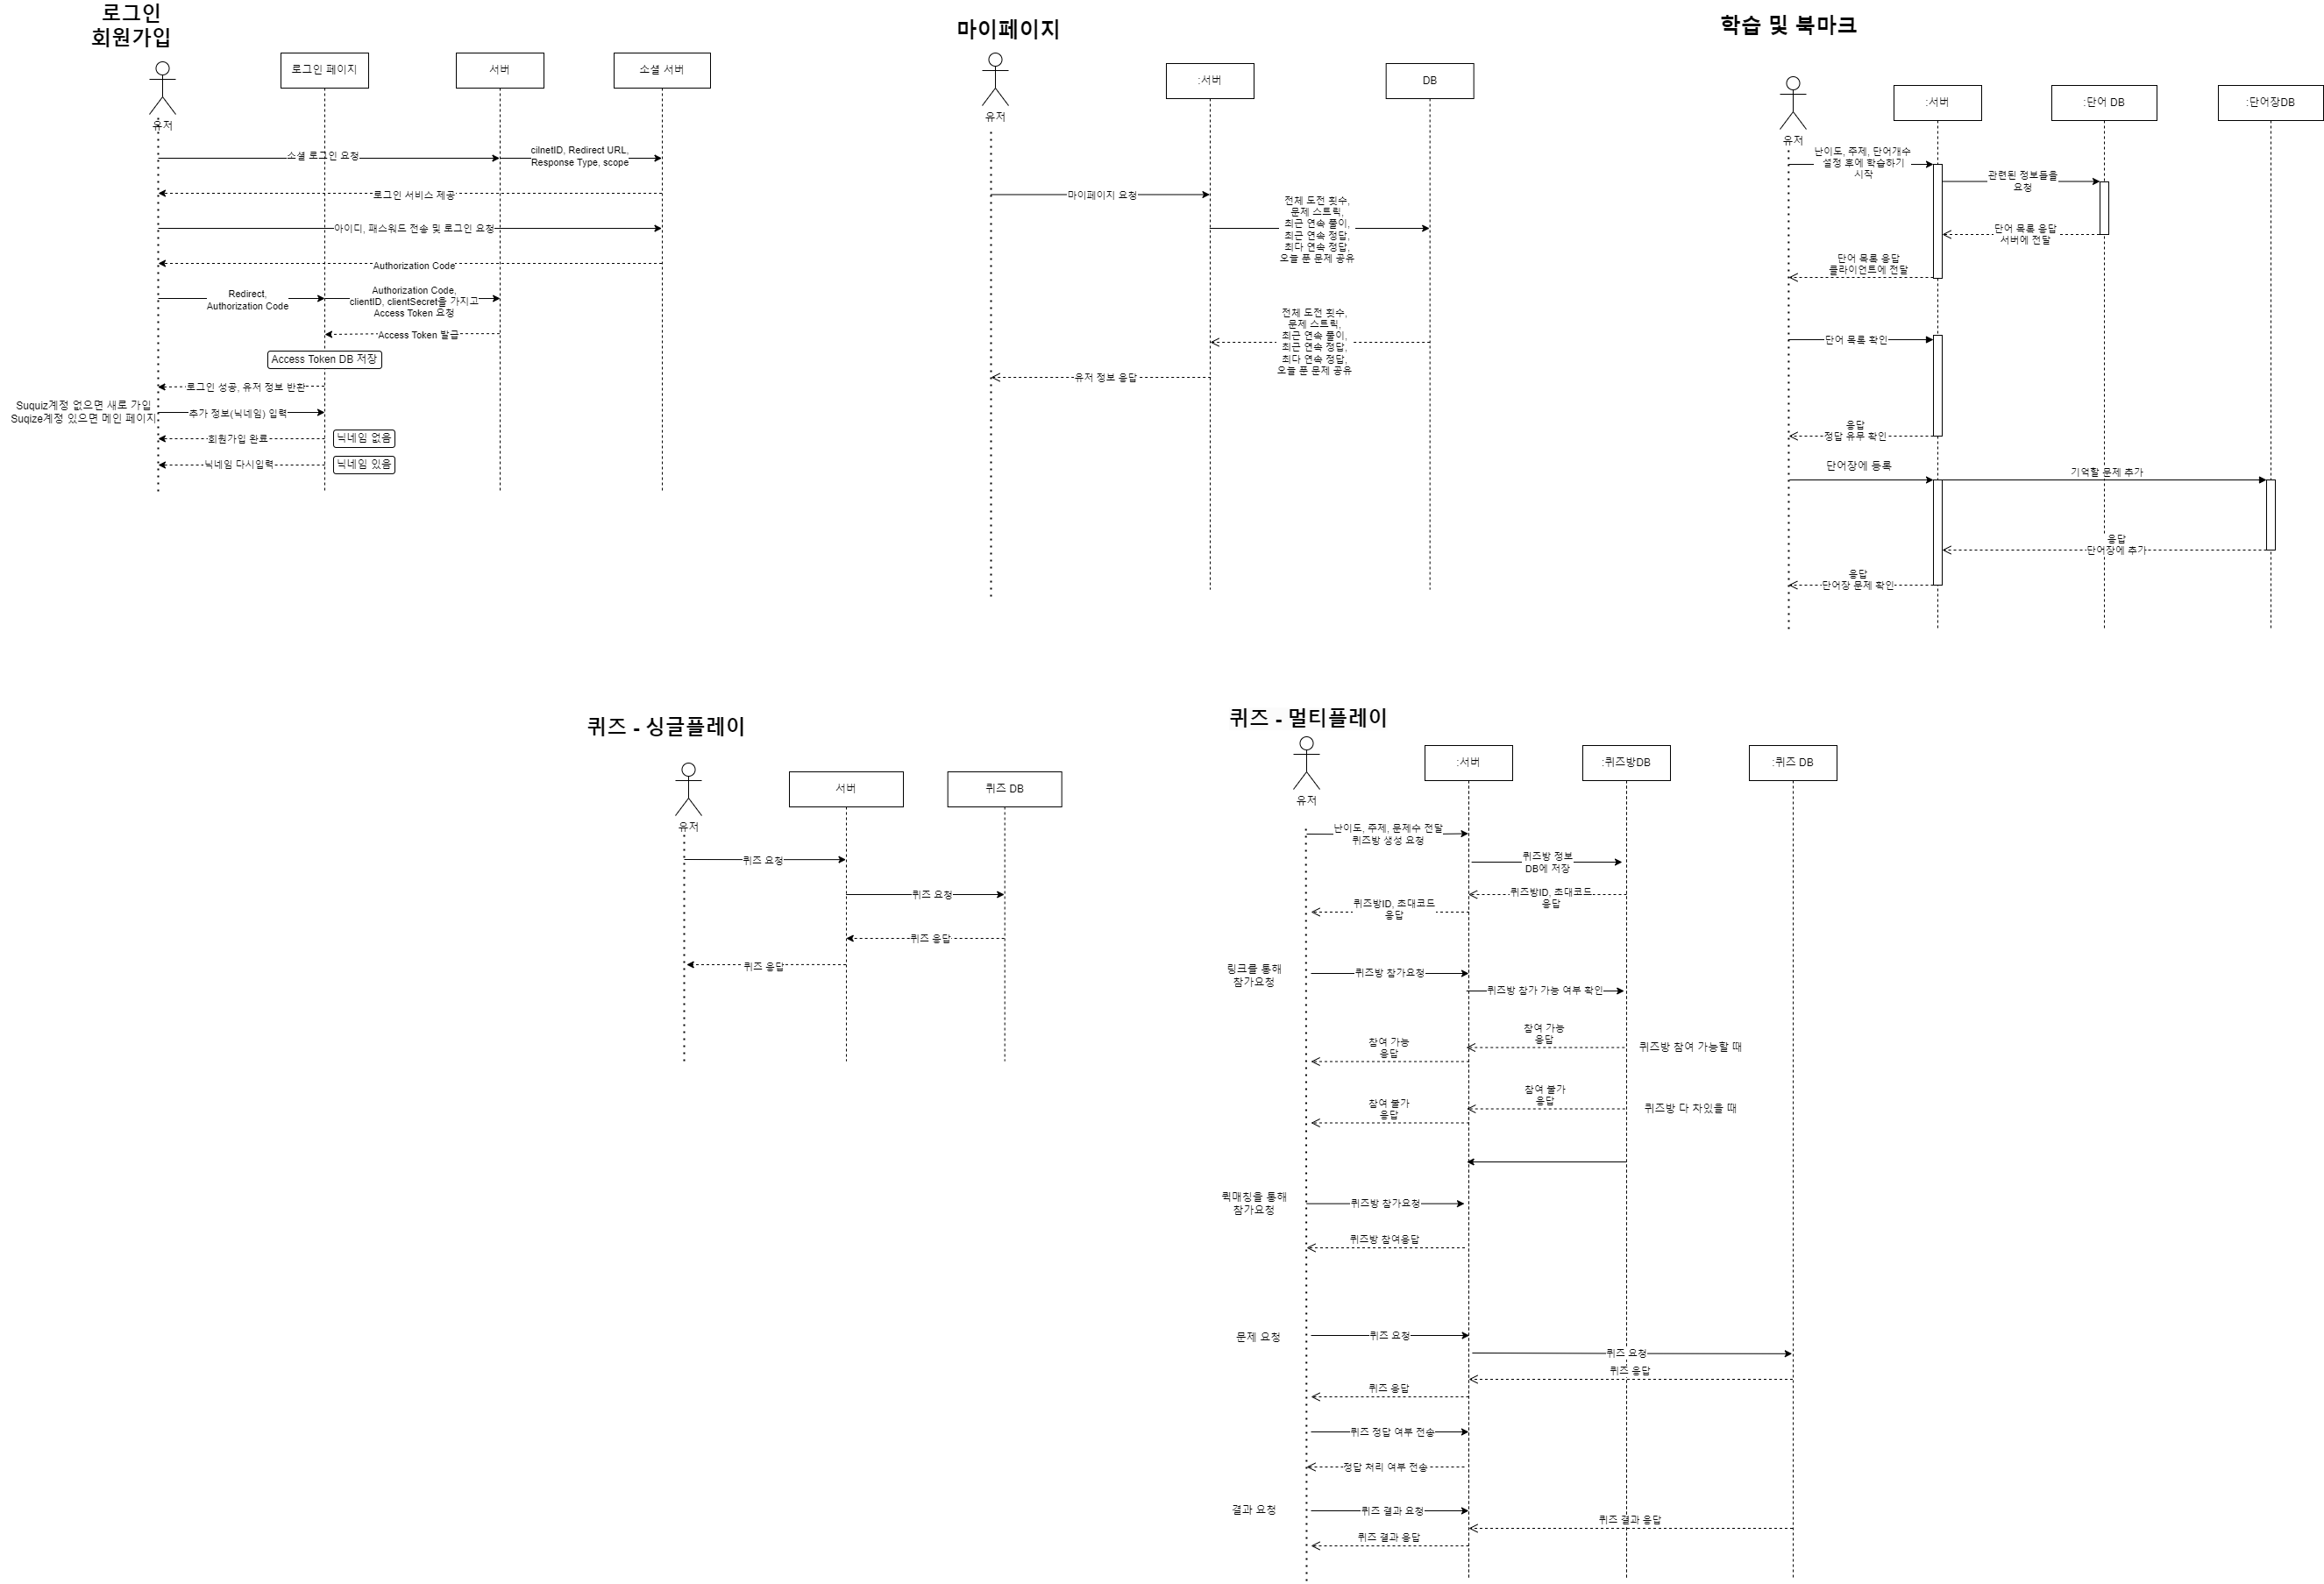 로그인
회원가입
유저
로그인 페이지
서버
소셜 서버
소셜 로그인 요청
cilnetID, Redirect URL,
Response Type, scope
로그인 서비스 제공
아이디, 패스워드 전송 및 로그인 요청
Authorization Code
Redirect,
Authorization Code
Authorization Code,
clientID, clientSecret을 가지고
Access Token 요청
Access Token 발급
Access Token DB 저장
로그인 성공, 유저 정보 반환
Suquiz계정 없으면 새로 가입
Suqize계정 있으면 메인 페이지
추가 정보(닉네임) 입력
회원가입 완료
닉네임 없음
닉네임 다시입력
닉네임 있음
마이페이지
유저
:서버
DB
마이페이지 요청
전체 도전 횟수,
문제 스트릭,
최근 연속 풀이,
최근 연속 정답,
최다 연속 정답,
오늘 푼 문제 공유
전체 도전 횟수,
문제 스트릭,
최근 연속 풀이,
최근 연속 정답,
최다 연속 정답,
오늘 푼 문제 공유
유저 정보 응답
학습 및 북마크
유저
:서버
:단어 DB
:단어장DB
난이도, 주제, 단어개수
설정 후에 학습하기
시작
관련된 정보들을
요청
단어 목록 응답
서버에 전달
단어 목록 응답
클라이언트에 전달
단어 목록 확인
응답
정답 유무 확인
단어장에 등록
기억할 문제 추가
응답
단어장에 추가
응답
단어장 문제 확인
퀴즈 - 싱글플레이
유저
서버
퀴즈 DB
퀴즈 요청
퀴즈 요청
퀴즈 응답
퀴즈 응답
퀴즈 - 멀티플레이
유저
:서버
:퀴즈방DB
:퀴즈 DB
난이도, 주제, 문제수 전달
퀴즈방 생성 요청
퀴즈방 정보
DB에 저장
퀴즈방ID, 초대코드
응답
퀴즈방ID, 초대코드
응답
링크를 통해
참가요청
퀴즈방 참가요청
퀴즈방 참가 가능 여부 확인
참여 가능
응답
퀴즈방 참여 가능할 때
참여 가능
응답
참여 불가
응답
퀴즈방 다 차있을 때
참여 불가
응답
퀵매칭을 통해
참가요청
퀴즈방 참가요청
퀴즈방 참여응답
문제 요청
퀴즈 요청
퀴즈 요청
퀴즈 응답
퀴즈 응답
퀴즈 정답 여부 전송
정답 처리 여부 전송
결과 요청
퀴즈 결과 요청
퀴즈 결과 응답
퀴즈 결과 응답